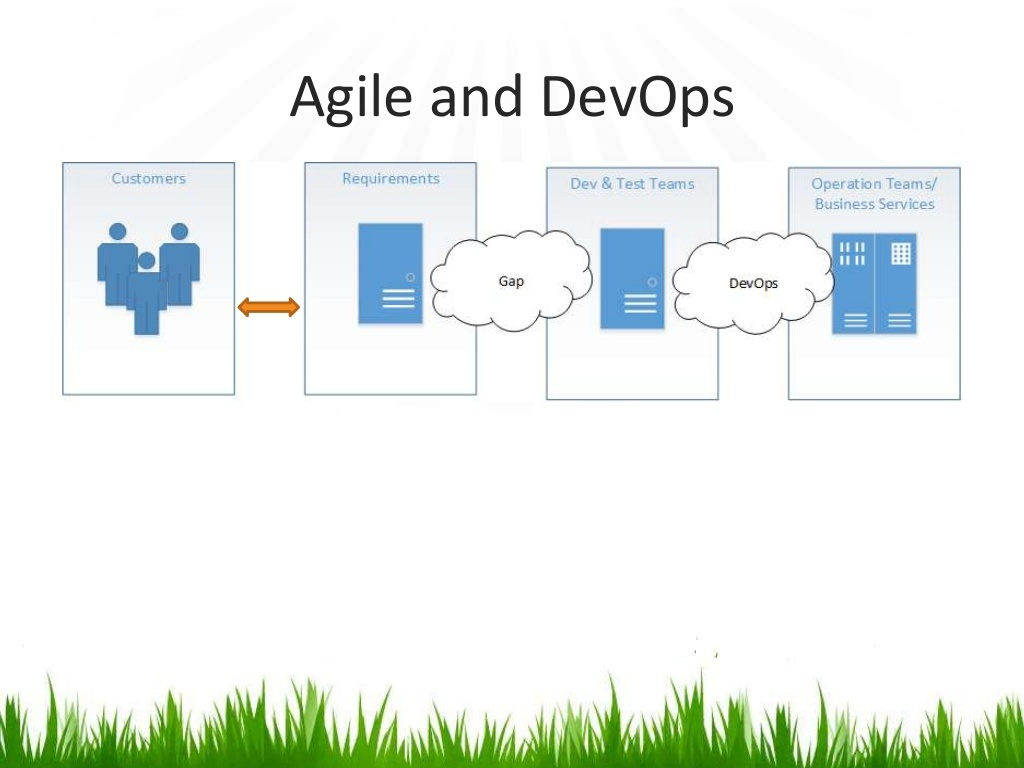 Agile and DevOps
Customers
Requirements
Dev & Test Teams
Operation Teams/
Business Services
Gap
DevOps